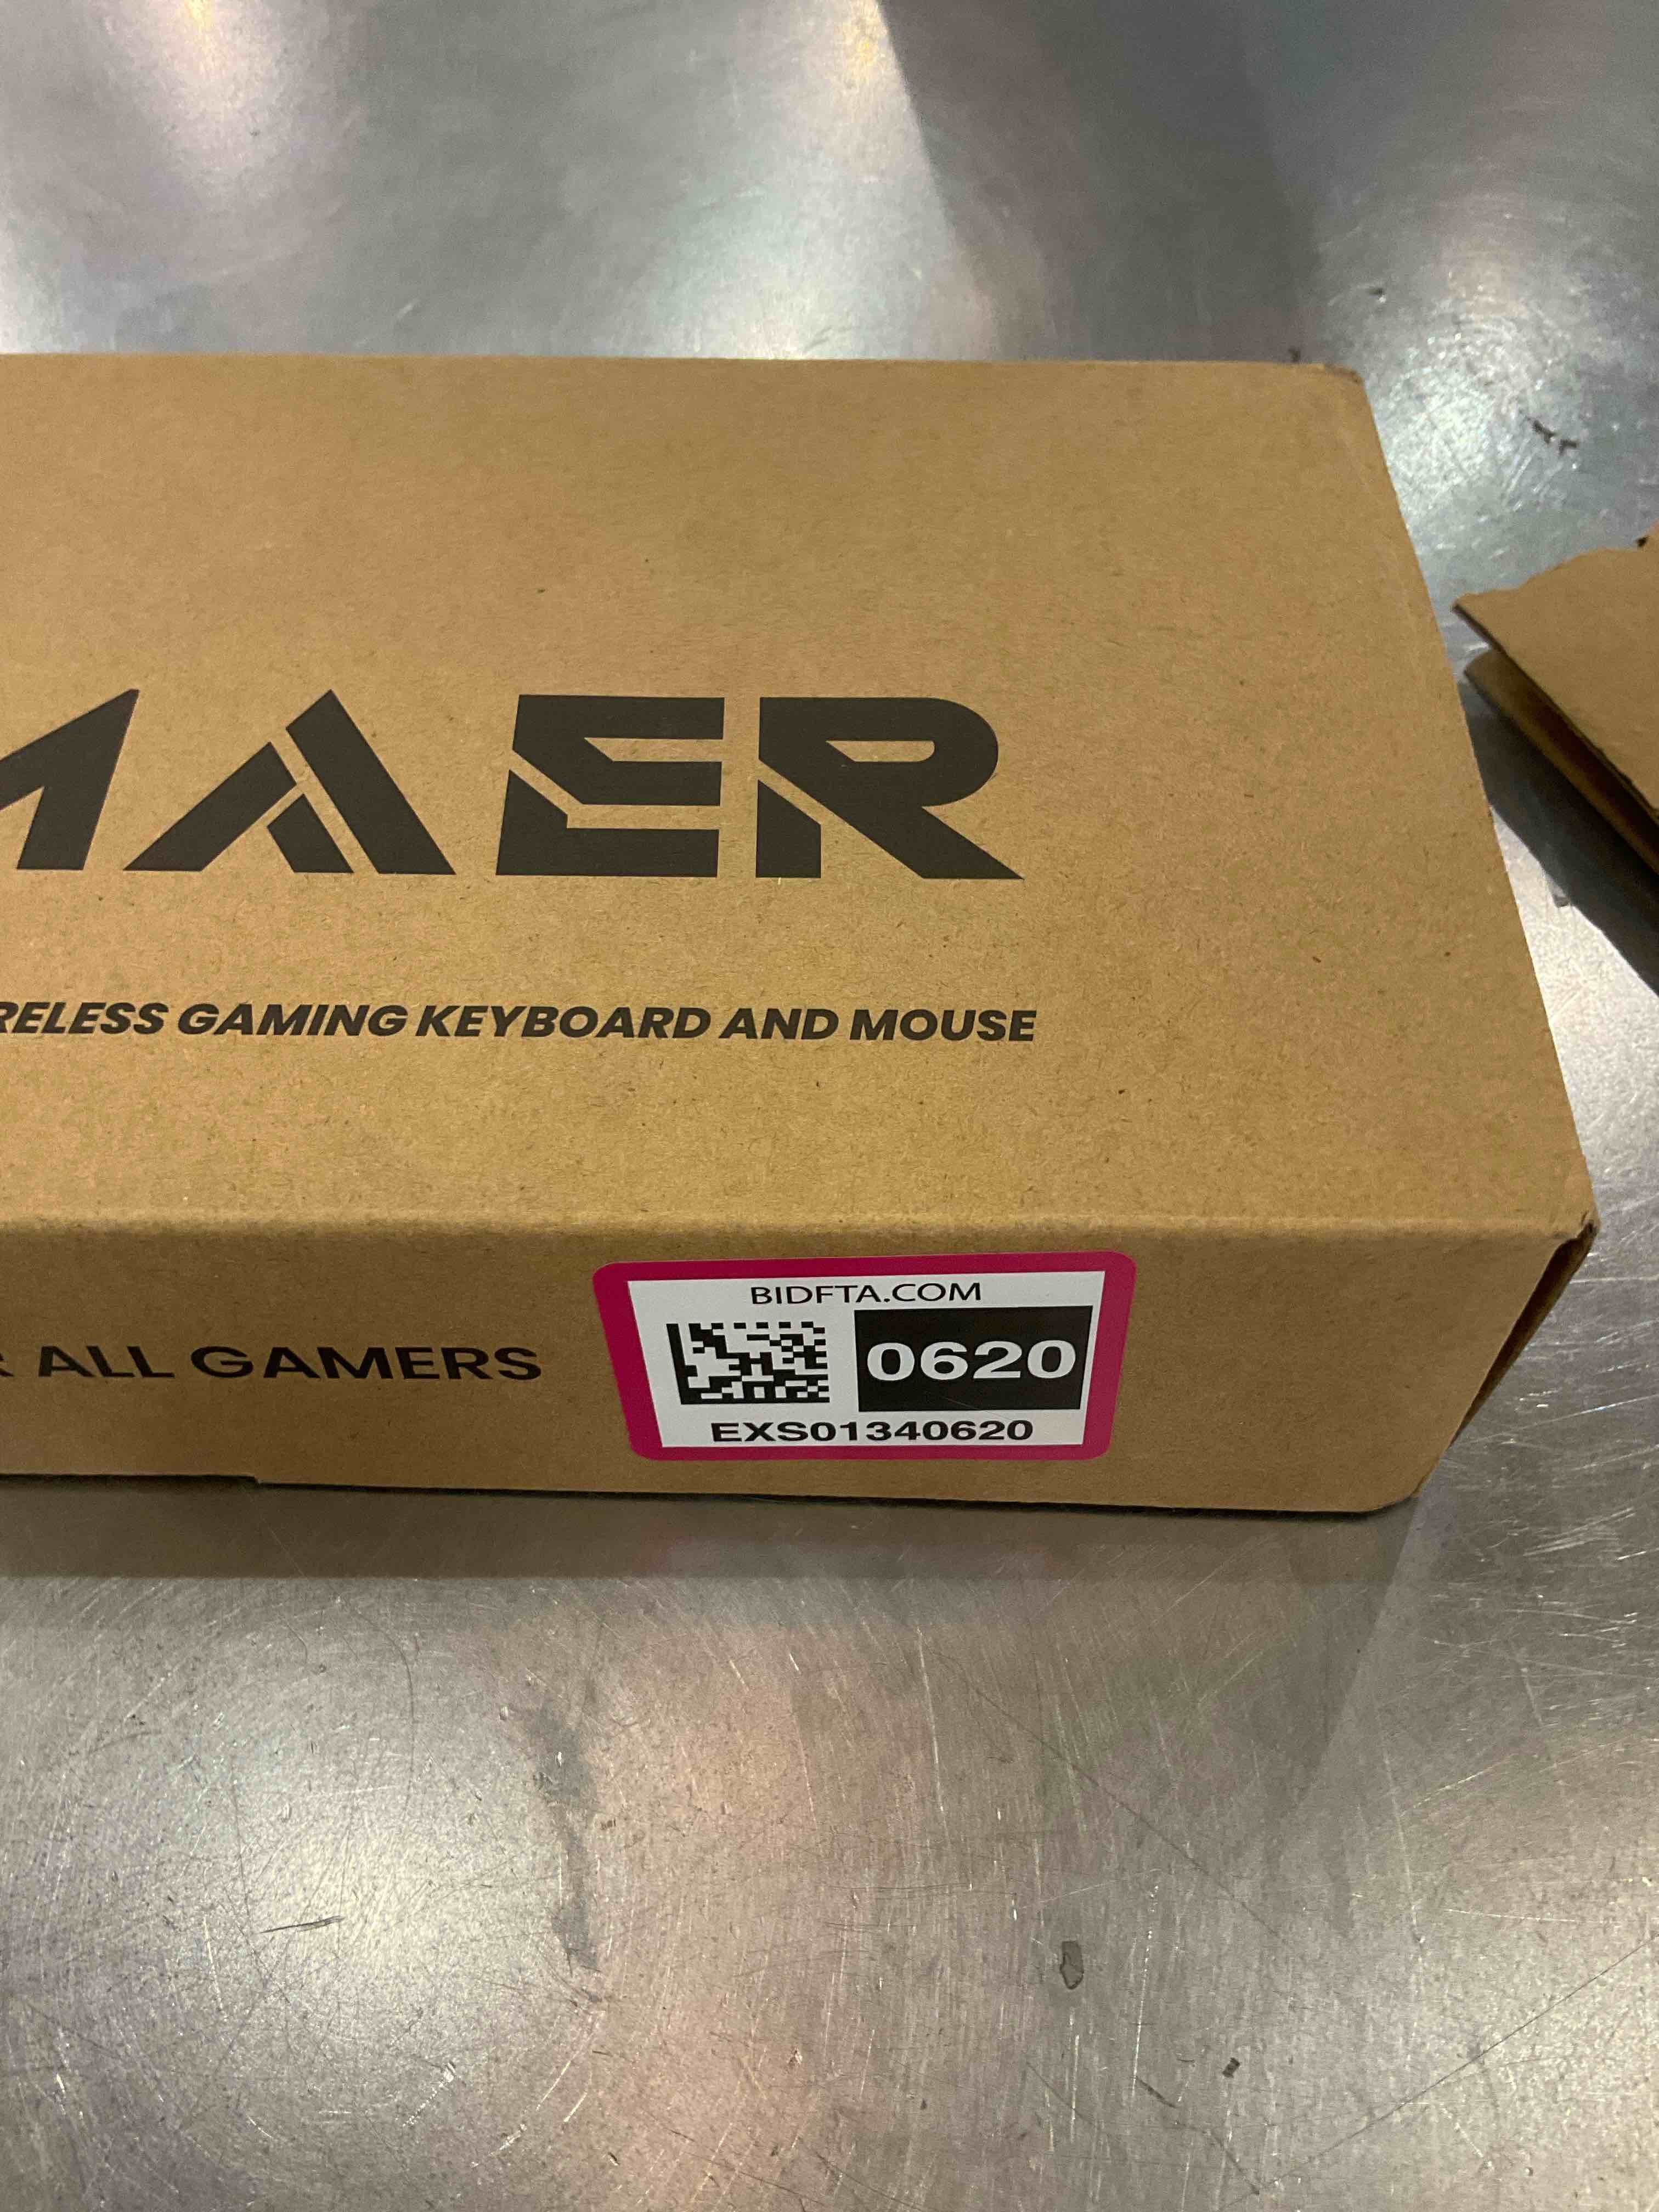 MAER
RELESS GAMING KEYBOARD AND MOUSE
R ALL GAMERS
BIDFTA.COM
0620
EXS01340620